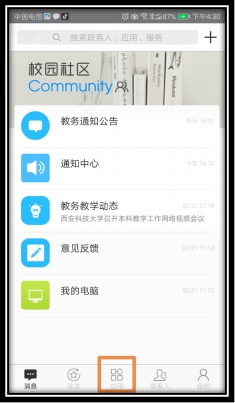 中国电信
87% 下午4:30
搜索联系人、应用、服务
校园社区
Community
教务通知公告
今天 16:30
通知中心
今天 16:12
教务教学动态
西安科技大学召开本科教学工作网络视频会议
意见反馈
我的电脑
消息
动态
应用
联系人
我的